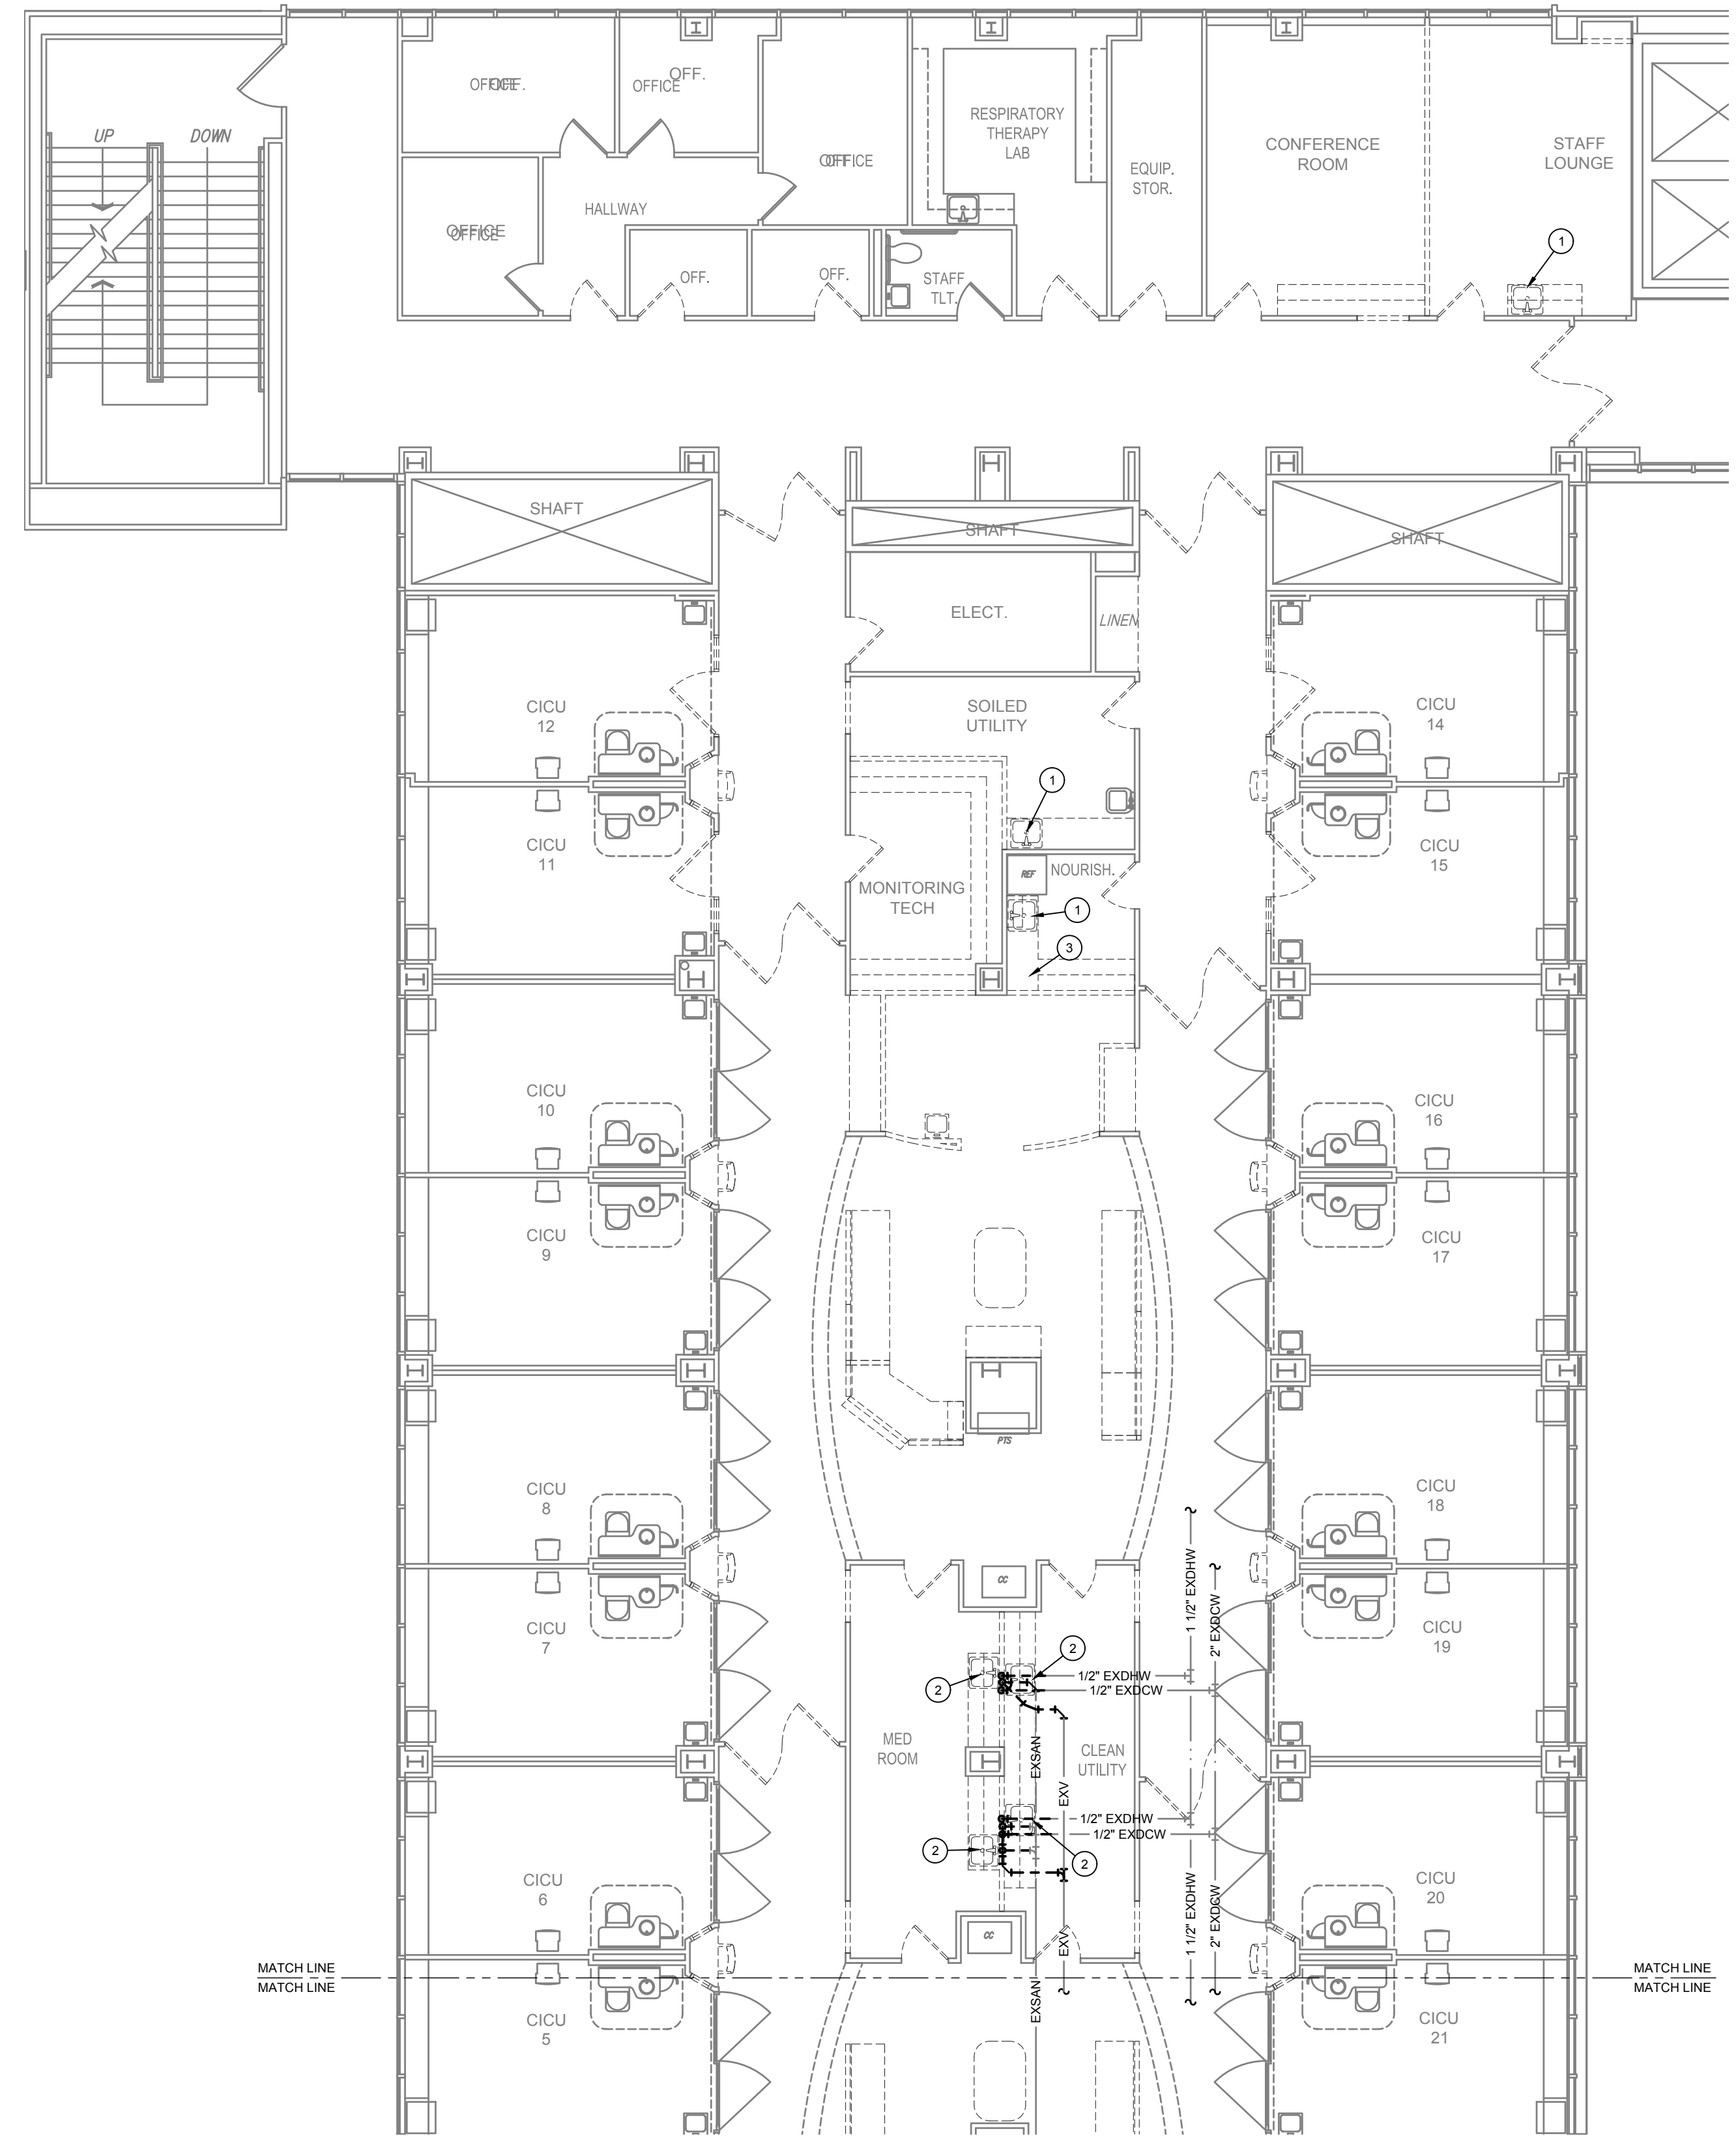 OFFICE
OFF.
OFFICE
OFF.
UP
DOWN
OFFICE
OFF.
RESPIRATORY
THERAPY
LAB
EQUIP.
STOR.
CONFERENCE
ROOM
STAFF
LOUNGE
HALLWAY
OFFICE
OFFICE
OFF.
OFF.
STAFF
TLT.
1
SHAFT
SHAFT
SHAFT
ELECT.
LINEN
CICU
12
SOILED
UTILITY
CICU
14
1
CICU
11
CICU
15
MONITORING
TECH
REF
NOURISH.
1
3
CICU
10
CICU
16
CICU
9
CICU
17
PTS
CICU
8
CICU
18
CC
1 1/2" EXDHW
2" EXDCW
CICU
7
CICU
19
2
2
1/2" EXDHW
1/2" EXDCW
MED
ROOM
EXSAN
EXV
CLEAN
UTILITY
1/2" EXDHW
1/2" EXDCW
2
2
CICU
6
CICU
20
1 1/2" EXDHW
2" EXDCW
CC
EXV
MATCH LINE
MATCH LINE
MATCH LINE
MATCH LINE
EXSAN
CICU
5
CICU
21